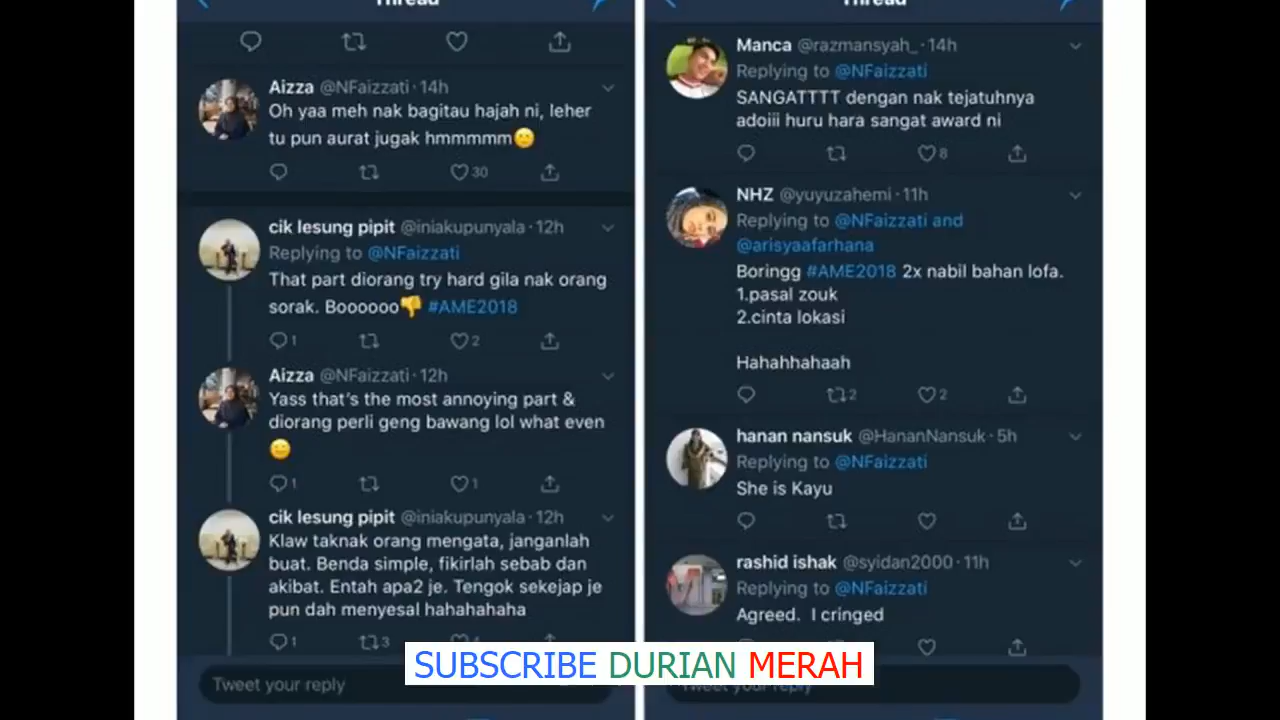 Thread
Aizza @NFaizzati · 14h
Oh yaa meh nak bagitau hajah ni, leher
tu pun aurat jugak hmmmmm🙂
30
cik lesung pipit @iniakupunyala · 12h
Replying to @NFaizzati
That part diorang try hard gila nak orang
sorak. Boooooo👎 #AME2018
1 2
Aizza @NFaizzati · 12h
Yass that's the most annoying part &
diorang perli geng bawang lol what even
😑
1 1
cik lesung pipit @iniakupunyala · 12h
Klaw taknak orang mengata, janganlah
buat. Benda simple, fikirlah sebab dan
akibat. Entah apa2 je. Tengok sekejap je
pun dah menyesal hahahahaha
1 3 4
Tweet your reply
Thread
Manca @razmansyah_ · 14h
Replying to @NFaizzati
SANGATTTT dengan nak tejatuhnya
adoiii huru hara sangat award ni
8
NHZ @yuyuzahemi · 11h
Replying to @NFaizzati and
@arisyaafarhana
Boringg #AME2018 2x nabil bahan lofa.
1.pasal zouk
2.cinta lokasi
Hahahhahaah
2 2
hanan nansuk @HananNansuk · 5h
Replying to @NFaizzati
She is Kayu
rashid ishak @syidan2000 · 11h
Replying to @NFaizzati
Agreed. I cringed
Tweet your reply
SUBSCRIBE DURIAN MERAH